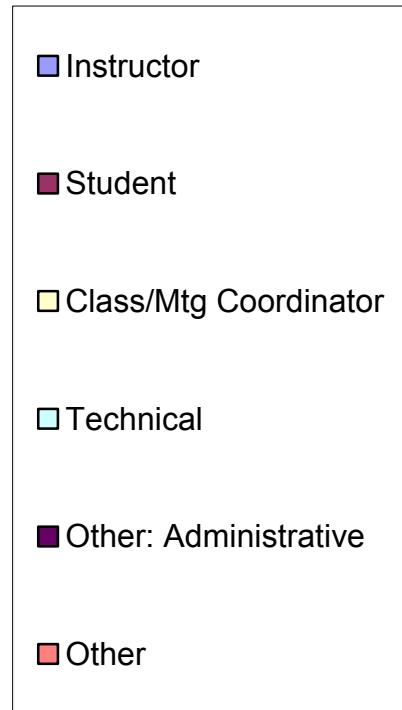 Instructor
Student
Class/Mtg Coordinator
Technical
Other: Administrative
Other